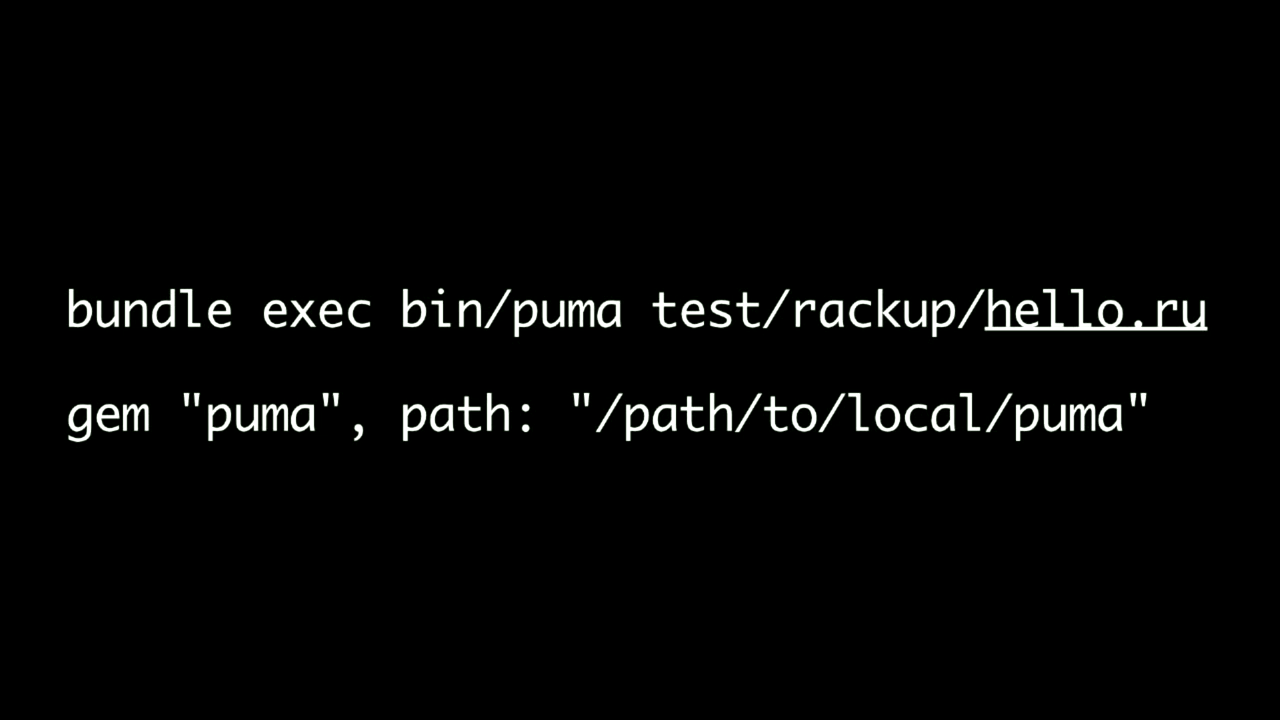 bundle exec bin/puma test/rackup/hello.ru
gem "puma", path: "/path/to/local/puma"